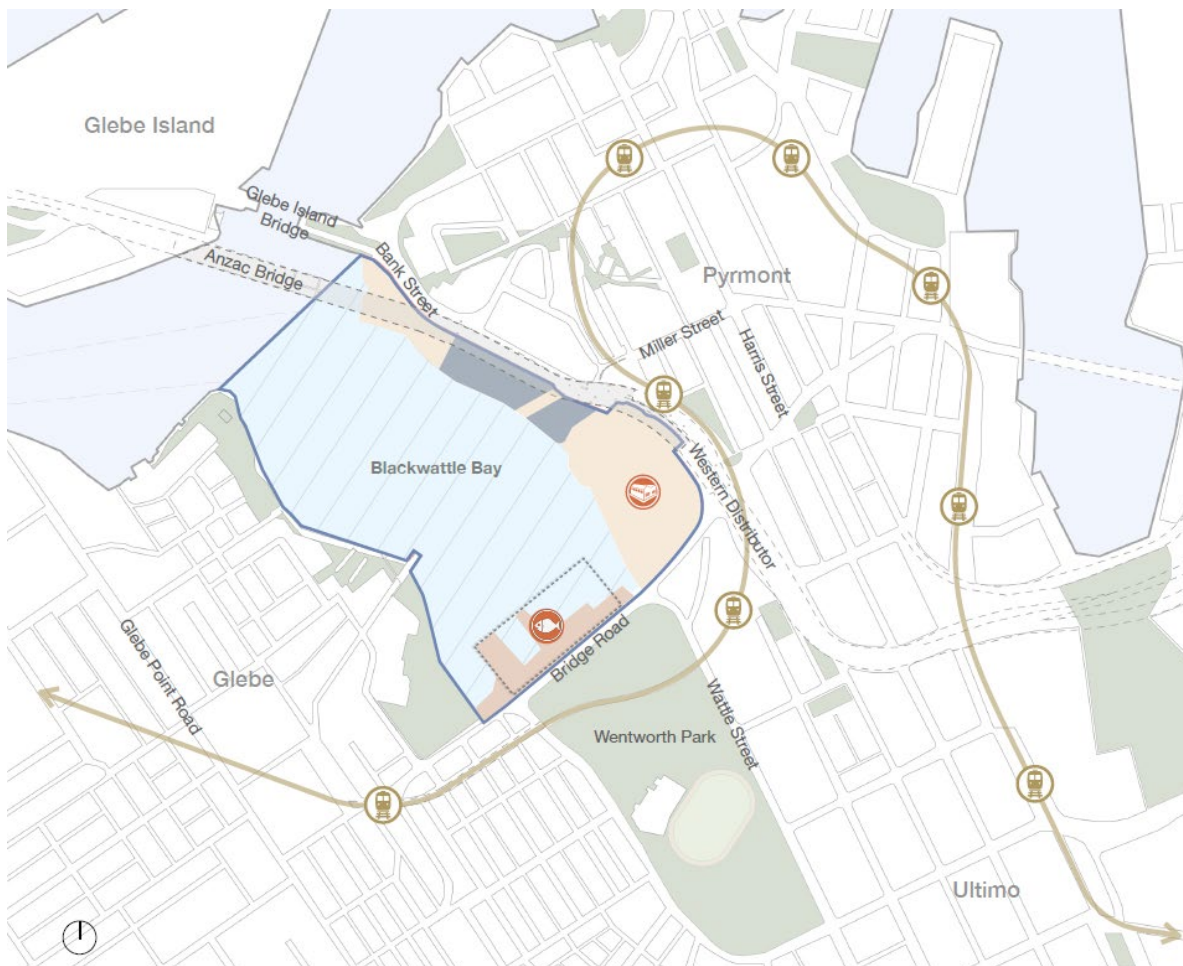 Glebe Island
Glebe Island
Bridge
Anzac Bridge
Bank Street
Pyrmont
Miller Street
Harris Street
Blackwattle Bay
Western Distributor
Bridge Road
Glebe Point Road
Glebe
Wentworth Park
Wattle Street
Ultimo